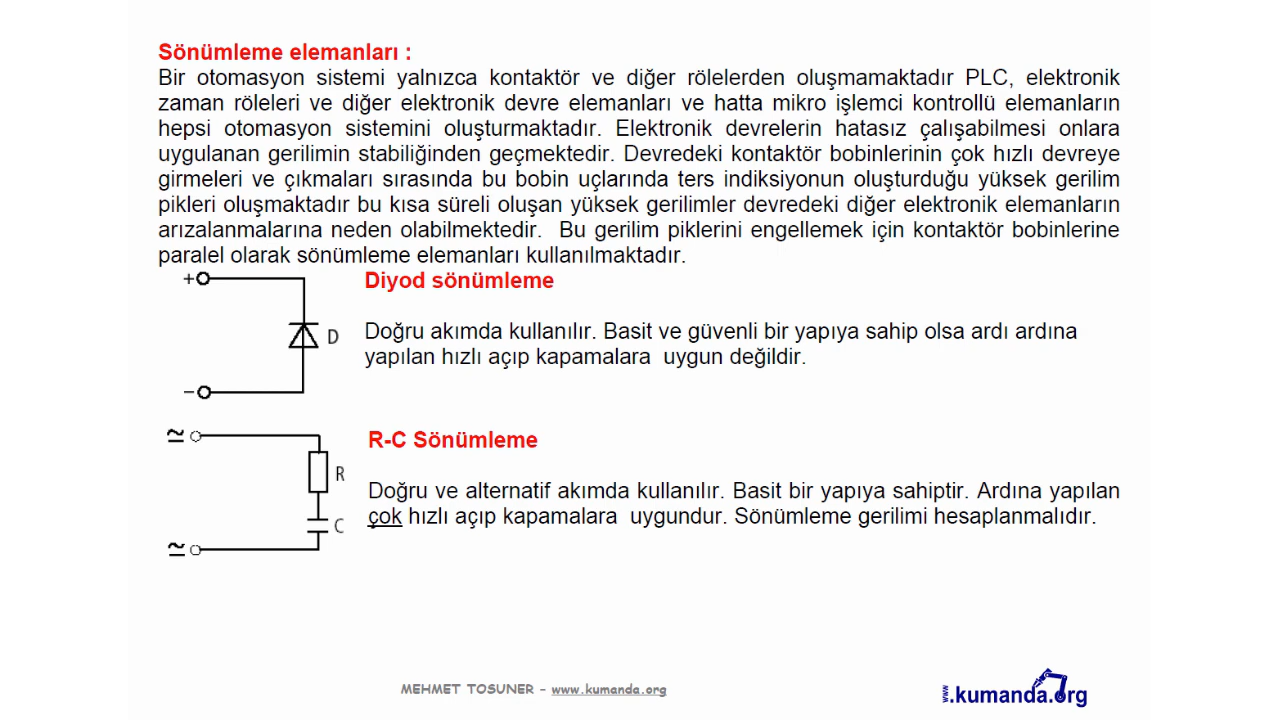 Sönümleme elemanları :
Bir otomasyon sistemi yalnızca kontaktör ve diğer rölelerden oluşmamaktadır PLC, elektronik
zaman röleleri ve diğer elektronik devre elemanları ve hatta mikro işlemci kontrollü elemanların
hepsi otomasyon sistemini oluşturmaktadır. Elektronik devrelerin hatasız çalışabilmesi onlara
uygulanan gerilimin stabiliğinden geçmektedir. Devredeki kontaktör bobinlerinin çok hızlı devreye
girmeleri ve çıkmaları sırasında bu bobin uçlarında ters indiksiyonun oluşturduğu yüksek gerilim
pikleri oluşmaktadır bu kısa süreli oluşan yüksek gerilimler devredeki diğer elektronik elemanların
arızalanmalarına neden olabilmektedir. Bu gerilim piklerini engellemek için kontaktör bobinlerine
paralel olarak sönümleme elemanları kullanılmaktadır.
+
Diyod sönümleme
D
Doğru akımda kullanılır. Basit ve güvenli bir yapıya sahip olsa ardı ardına
yapılan hızlı açıp kapamalara uygun değildir.
−
≃
R-C Sönümleme
R
Doğru ve alternatif akımda kullanılır. Basit bir yapıya sahiptir. Ardına yapılan
çok hızlı açıp kapamalara uygundur. Sönümleme gerilimi hesaplanmalıdır.
C
≃
MEHMET TOSUNER – www.kumanda.org
www.kumanda.org